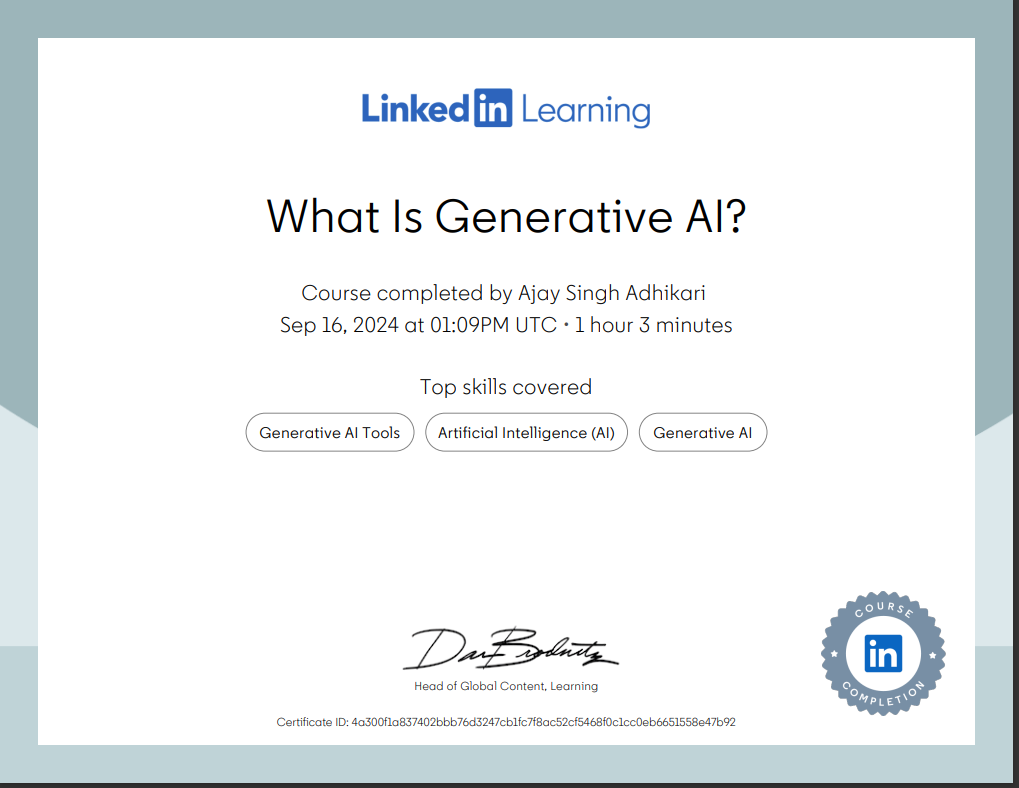 Linked in Learning
What Is Generative AI?
Course completed by Ajay Singh Adhikari
Sep 16, 2024 at 01:09PM UTC • 1 hour 3 minutes
Top skills covered
Generative AI Tools Artificial Intelligence (AI) Generative AI
Dan Brodnitz
Head of Global Content, Learning
Certificate ID: 4a300f1a837402bbb76d3247cb1fc7f8ac52cf5468f0c1cc0eb6651558e47b92
COURSE
in
COMPLETION